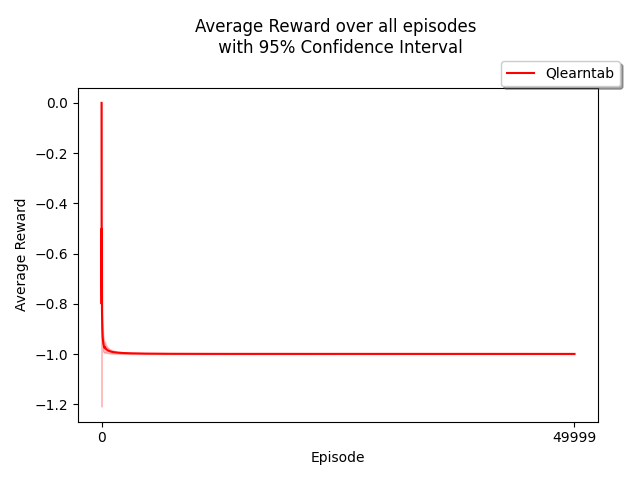 Average Reward over all episodes
with 95% Confidence Interval
Qlearntab
0.0
−0.2
−0.4
−0.6
−0.8
−1.0
−1.2
Average Reward
0
49999
Episode